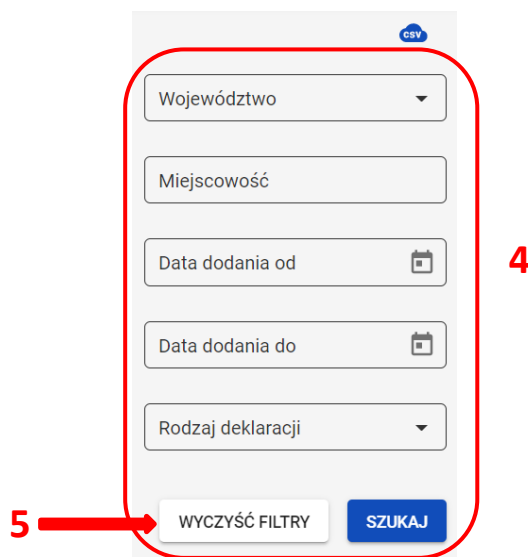 CSV
Województwo
Miejscowość
Data dodania od
4
Data dodania do
Rodzaj deklaracji
5 WYCZYŚĆ FILTRY SZUKAJ